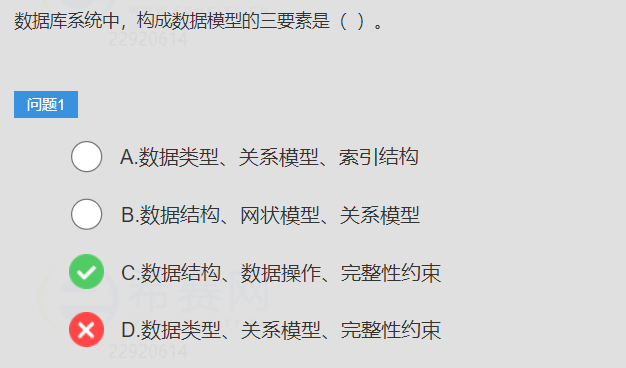 数据库系统中，构成数据模型的三要素是（ ）。
22920614
问题1
A.数据类型、关系模型、索引结构
B.数据结构、网状模型、关系模型
C.数据结构、数据操作、完整性约束
希赛网
D.数据类型、关系模型、完整性约束
22920614